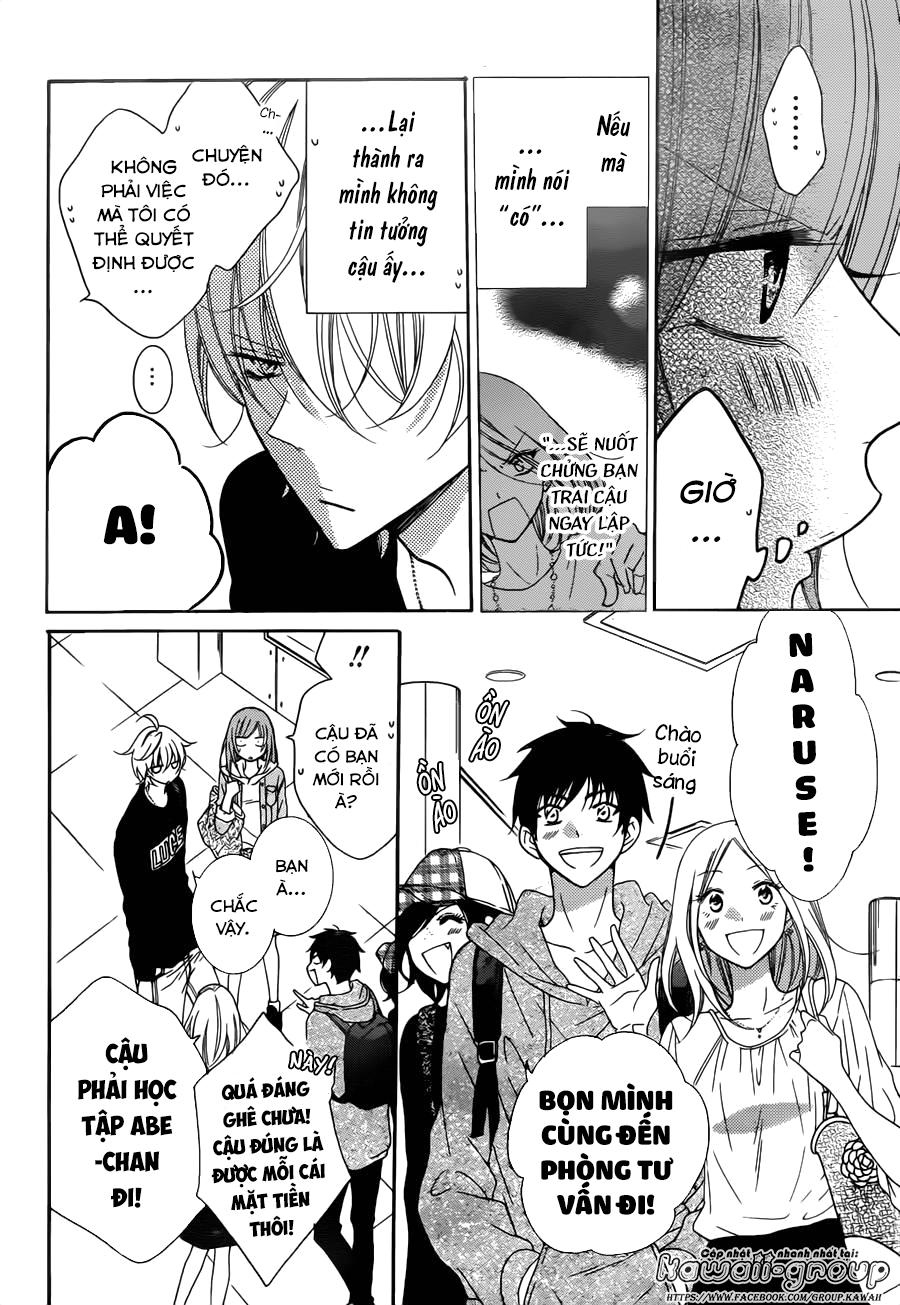 ......
GIỜ
...
Nếu
mà
...
mình nói
“có”...
"...SẼ NUỐT
CHỬNG BẠN
TRAI CẬU
NGAY LẬP
TỨC!"
...Lại
thành ra
mình không
tin tưởng
cậu ấy...
Ch-
...
CHUYỆN
ĐÓ...
KHÔNG
PHẢI VIỆC
MÀ TÔI CÓ
THỂ QUYẾT
ĐỊNH ĐƯỢC
...
...
A!
NARUSE!
Chào
buổi
sáng
ỒN
ÀO
ỒN
ÀO
BỌN MÌNH
CÙNG ĐẾN
PHÒNG TƯ
VẤN ĐI!
!!
CẬU ĐÃ
CÓ BẠN
MỚI RỒI
À?
BẠN
À...
CHẮC
VẬY.
NÀY!
QUÁ ĐÁNG
GHÊ CHƯA!
CẬU ĐÚNG LÀ
ĐƯỢC MỖI CÁI
MẶT TIỀN
THÔI!
CẬU
PHẢI HỌC
TẬP ABE
-CHAN
ĐI!
LUCE
Cập nhật nhanh nhất tại:
kawaii-group
HTTPS://WWW.FACEBOOK.COM/GROUP.KAWAII